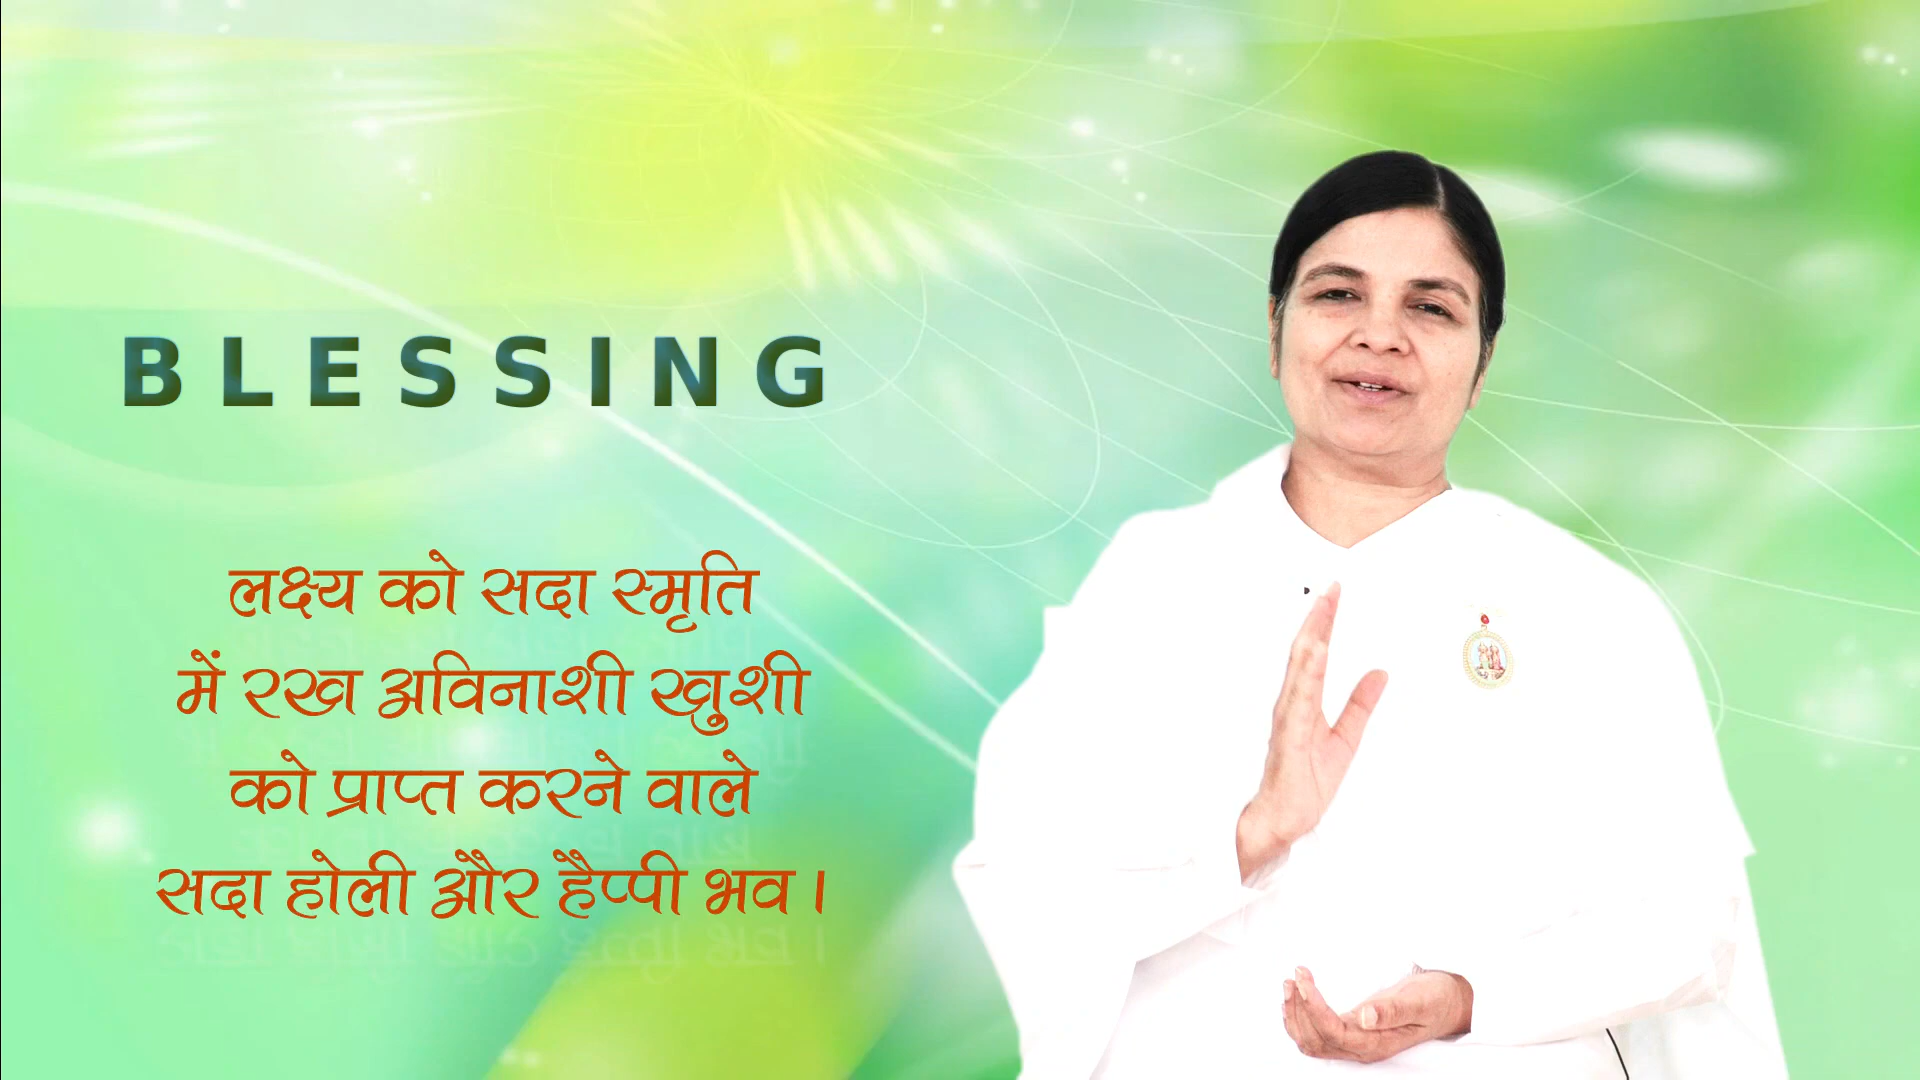 BLESSING
लक्ष्य को सदा स्मृति
में रख अविनाशी खुशी
को प्राप्त करने वाले
सदा होली और हैप्पी भव ।